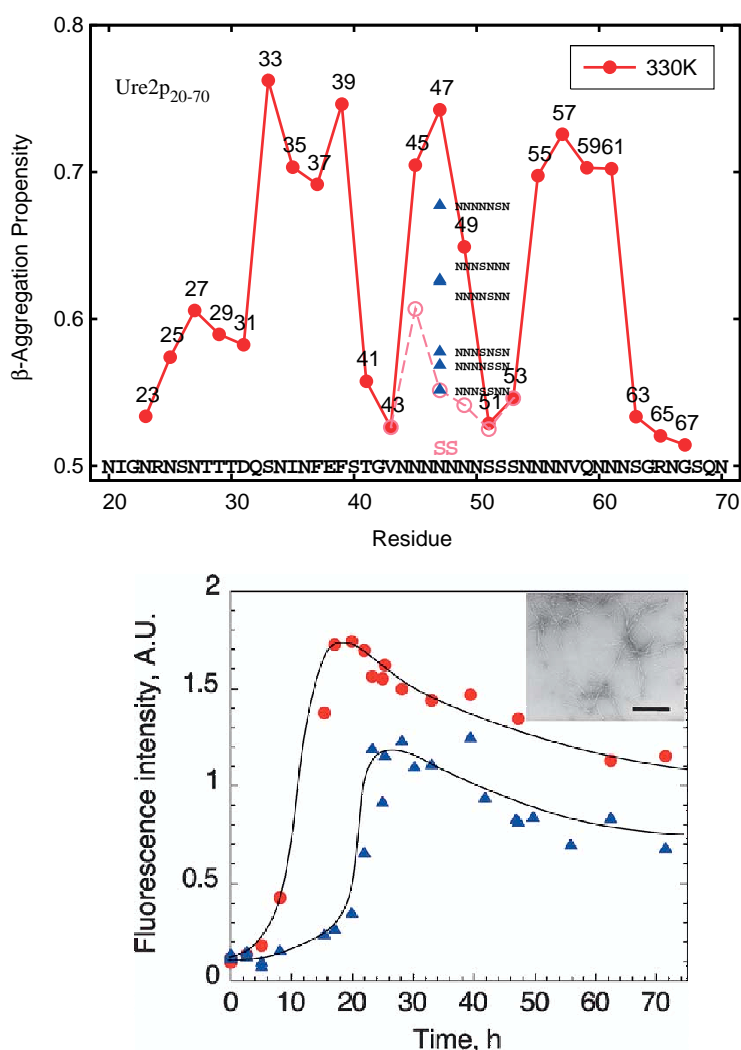 0.8
0.7
0.6
0.5
β-Aggregation Propensity
Ure2p20-70
330K
23
25
27
29
31
33
35
37
39
41
43
45
47
49
51
53
55
57
59
61
63
65
67
NNNNNSN
NNNSNNN
NNNNSNN
NNNSNSN
NNNNSSN
NNNSSNN
SS
NIGNRNSNTTTDQSNINFEFSTGVNNNNNNNSSSNNNNVQNNNSGRNGSQN
20 30 40 50 60 70
Residue
2
1.5
1
0.5
0
Fluorescence intensity, A.U.
0 10 20 30 40 50 60 70
Time, h